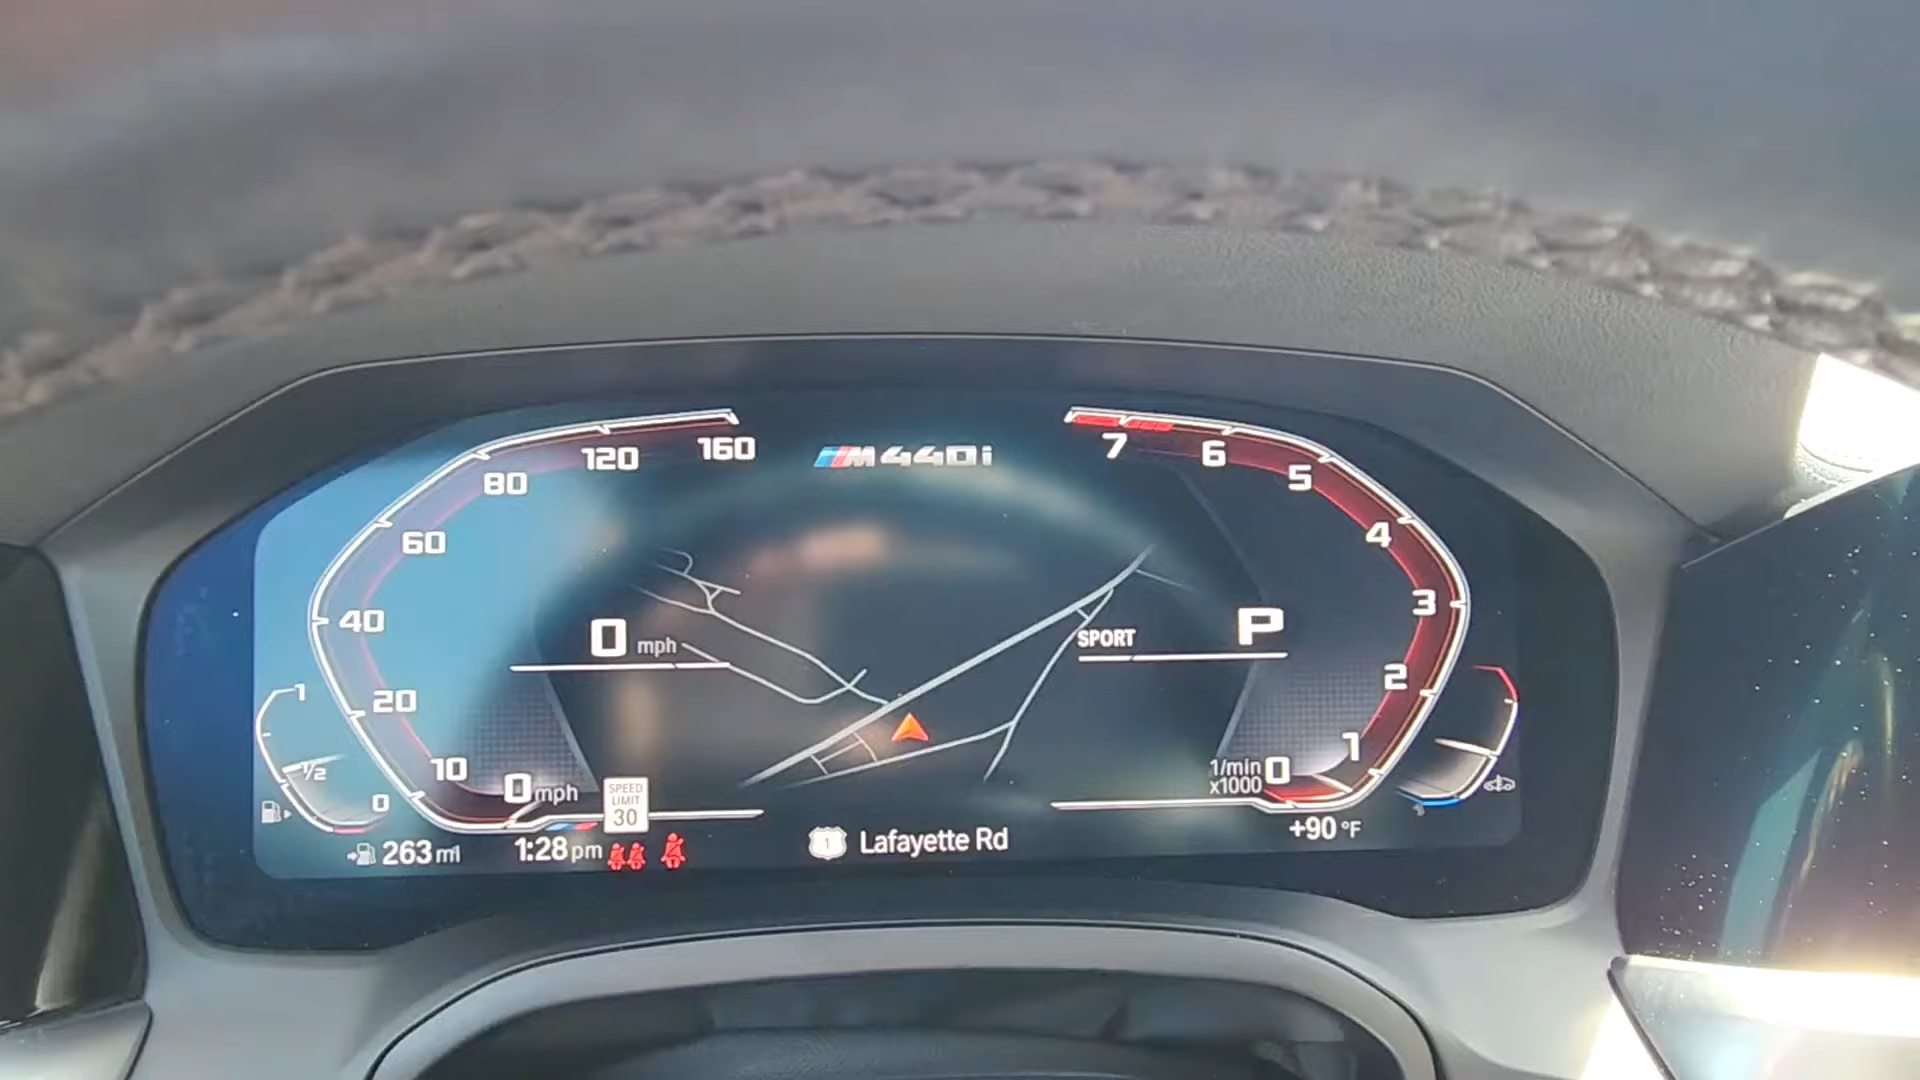 160
120
80
60
40
20
10
0 mph
M440i
7
6
5
4
3
2
1
0
1/min
x1000
0 mph
SPORT
P
1
1/2
0
SPEED
LIMIT
30
263 mi
1:28 pm
1
Lafayette Rd
+90 °F